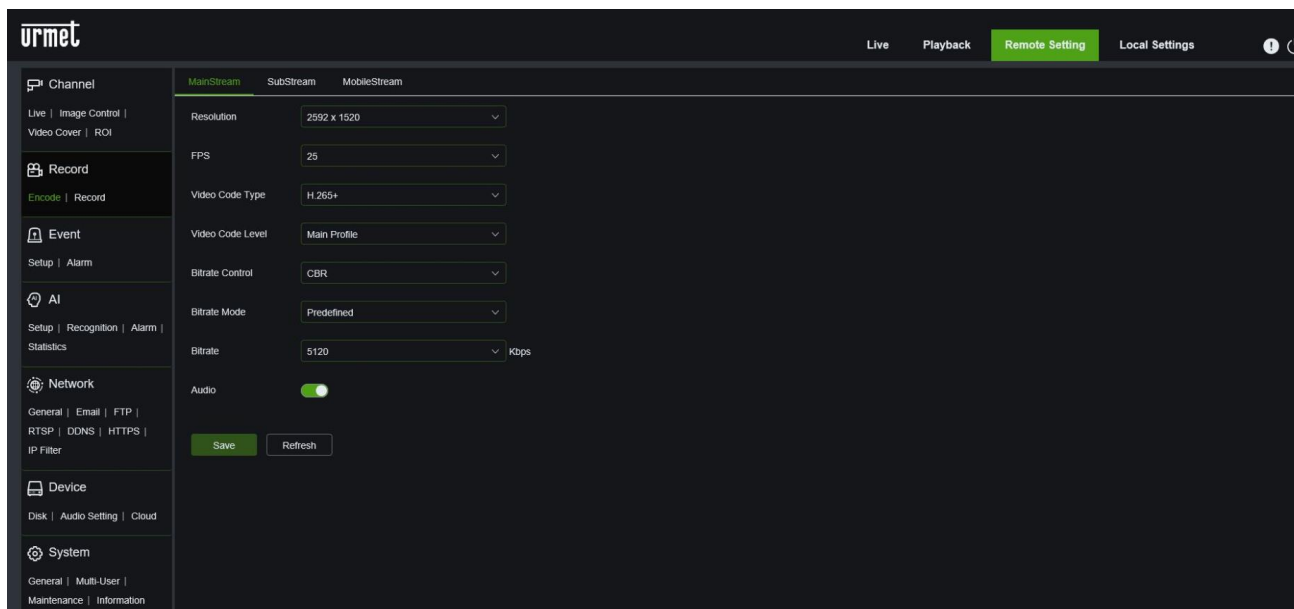 urmet
Live Playback Remote Setting Local Settings
Channel
Live | Image Control |
Video Cover | ROI
Record
Encode | Record
Event
Setup | Alarm
AI
Setup | Recognition | Alarm |
Statistics
Network
General | Email | FTP |
RTSP | DDNS | HTTPS |
IP Filter
Device
Disk | Audio Setting | Cloud
System
General | Multi-User |
Maintenance | Information
MainStream SubStream MobileStream
Resolution 2592 x 1520
FPS 25
Video Code Type H.265+
Video Code Level Main Profile
Bitrate Control CBR
Bitrate Mode Predefined
Bitrate 5120 Kbps
Audio
Save Refresh